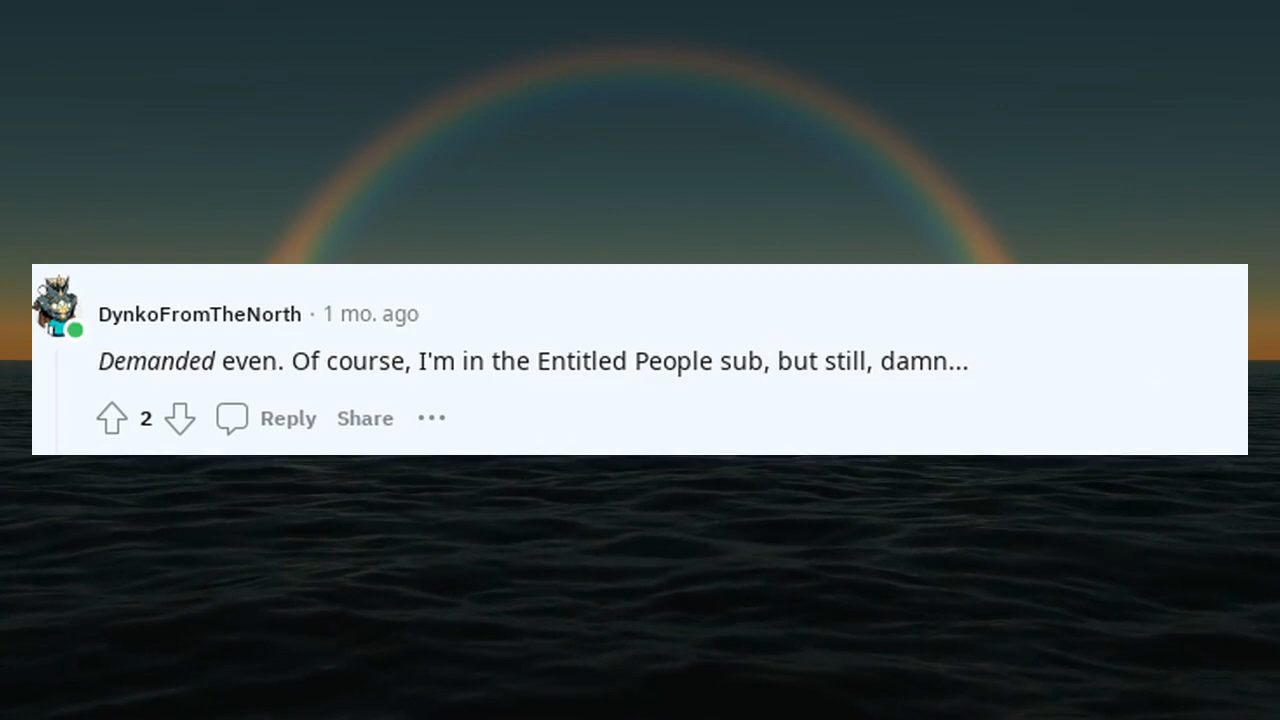 DynkoFromTheNorth · 1 mo. ago
Demanded even. Of course, I'm in the Entitled People sub, but still, damn...
2 Reply Share ···